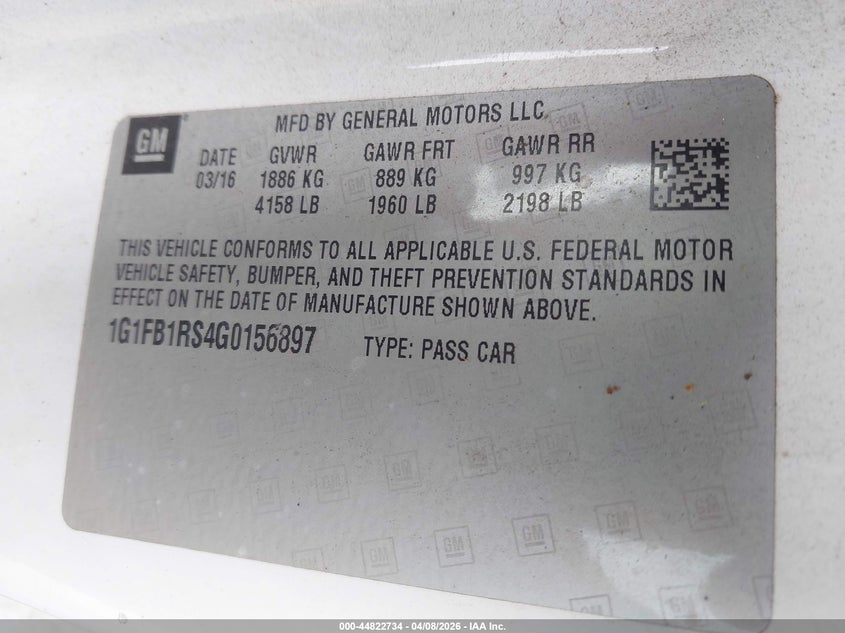 GM
MFD BY GENERAL MOTORS LLC
DATE GVWR GAWR FRT GAWR RR
03/16 1886 KG 889 KG 997 KG
4158 LB 1960 LB 2198 LB
THIS VEHICLE CONFORMS TO ALL APPLICABLE U.S. FEDERAL MOTOR
VEHICLE SAFETY, BUMPER, AND THEFT PREVENTION STANDARDS IN
EFFECT ON THE DATE OF MANUFACTURE SHOWN ABOVE.
1G1FB1RS4G0156897 TYPE: PASS CAR
000-44822734 - 04/08/2026 - IAA Inc.